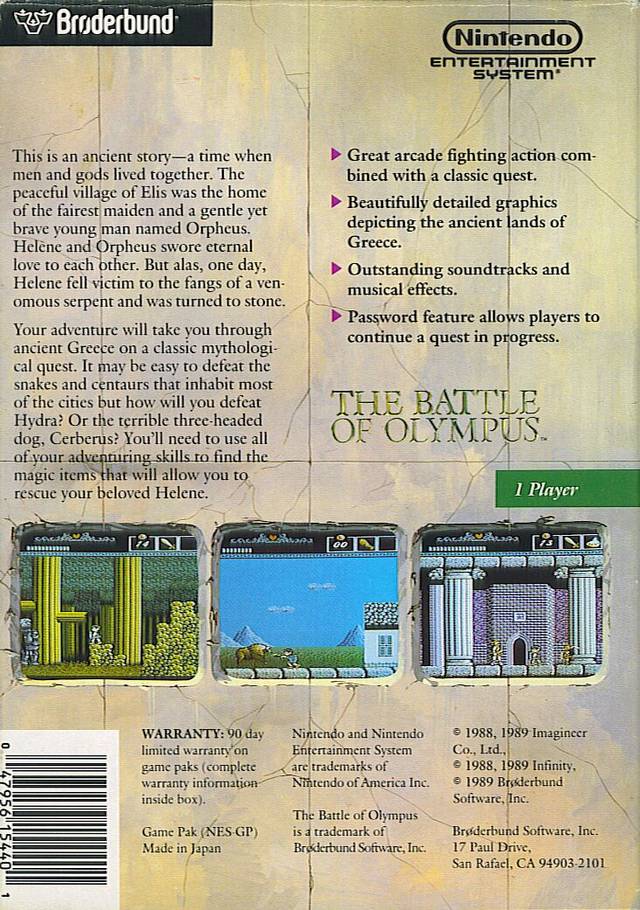 Brøderbund®
Nintendo
ENTERTAINMENT
SYSTEM®
This is an ancient story—a time when
men and gods lived together. The
peaceful village of Elis was the home
of the fairest maiden and a gentle yet
brave young man named Orpheus.
Helene and Orpheus swore eternal
love to each other. But alas, one day,
Helene fell victim to the fangs of a ven-
omous serpent and was turned to stone.
Your adventure will take you through
ancient Greece on a classic mythologi-
cal quest. It may be easy to defeat the
snakes and centaurs that inhabit most
of the cities but how will you defeat
Hydra? Or the terrible three-headed
dog, Cerberus? You'll need to use all
of your adventuring skills to find the
magic items that will allow you to
rescue your beloved Helene.
Great arcade fighting action com-
bined with a classic quest.
Beautifully detailed graphics
depicting the ancient lands of
Greece.
Outstanding soundtracks and
musical effects.
Password feature allows players to
continue a quest in progress.
THE BATTLE
OF OLYMPUS™
1 Player
00
WARRANTY: 90 day
limited warranty on
game paks (complete
warranty information
inside box).
Game Pak (NES-GP)
Made in Japan
Nintendo and Nintendo
Entertainment System
are trademarks of
Nintendo of America Inc.
The Battle of Olympus
is a trademark of
Brøderbund Software, Inc.
© 1988, 1989 Imagineer
Co., Ltd.,
© 1988, 1989 Infinity,
© 1989 Brøderbund
Software, Inc.
Brøderbund Software, Inc.
17 Paul Drive,
San Rafael, CA 94903-2101
0 47956 15440 1